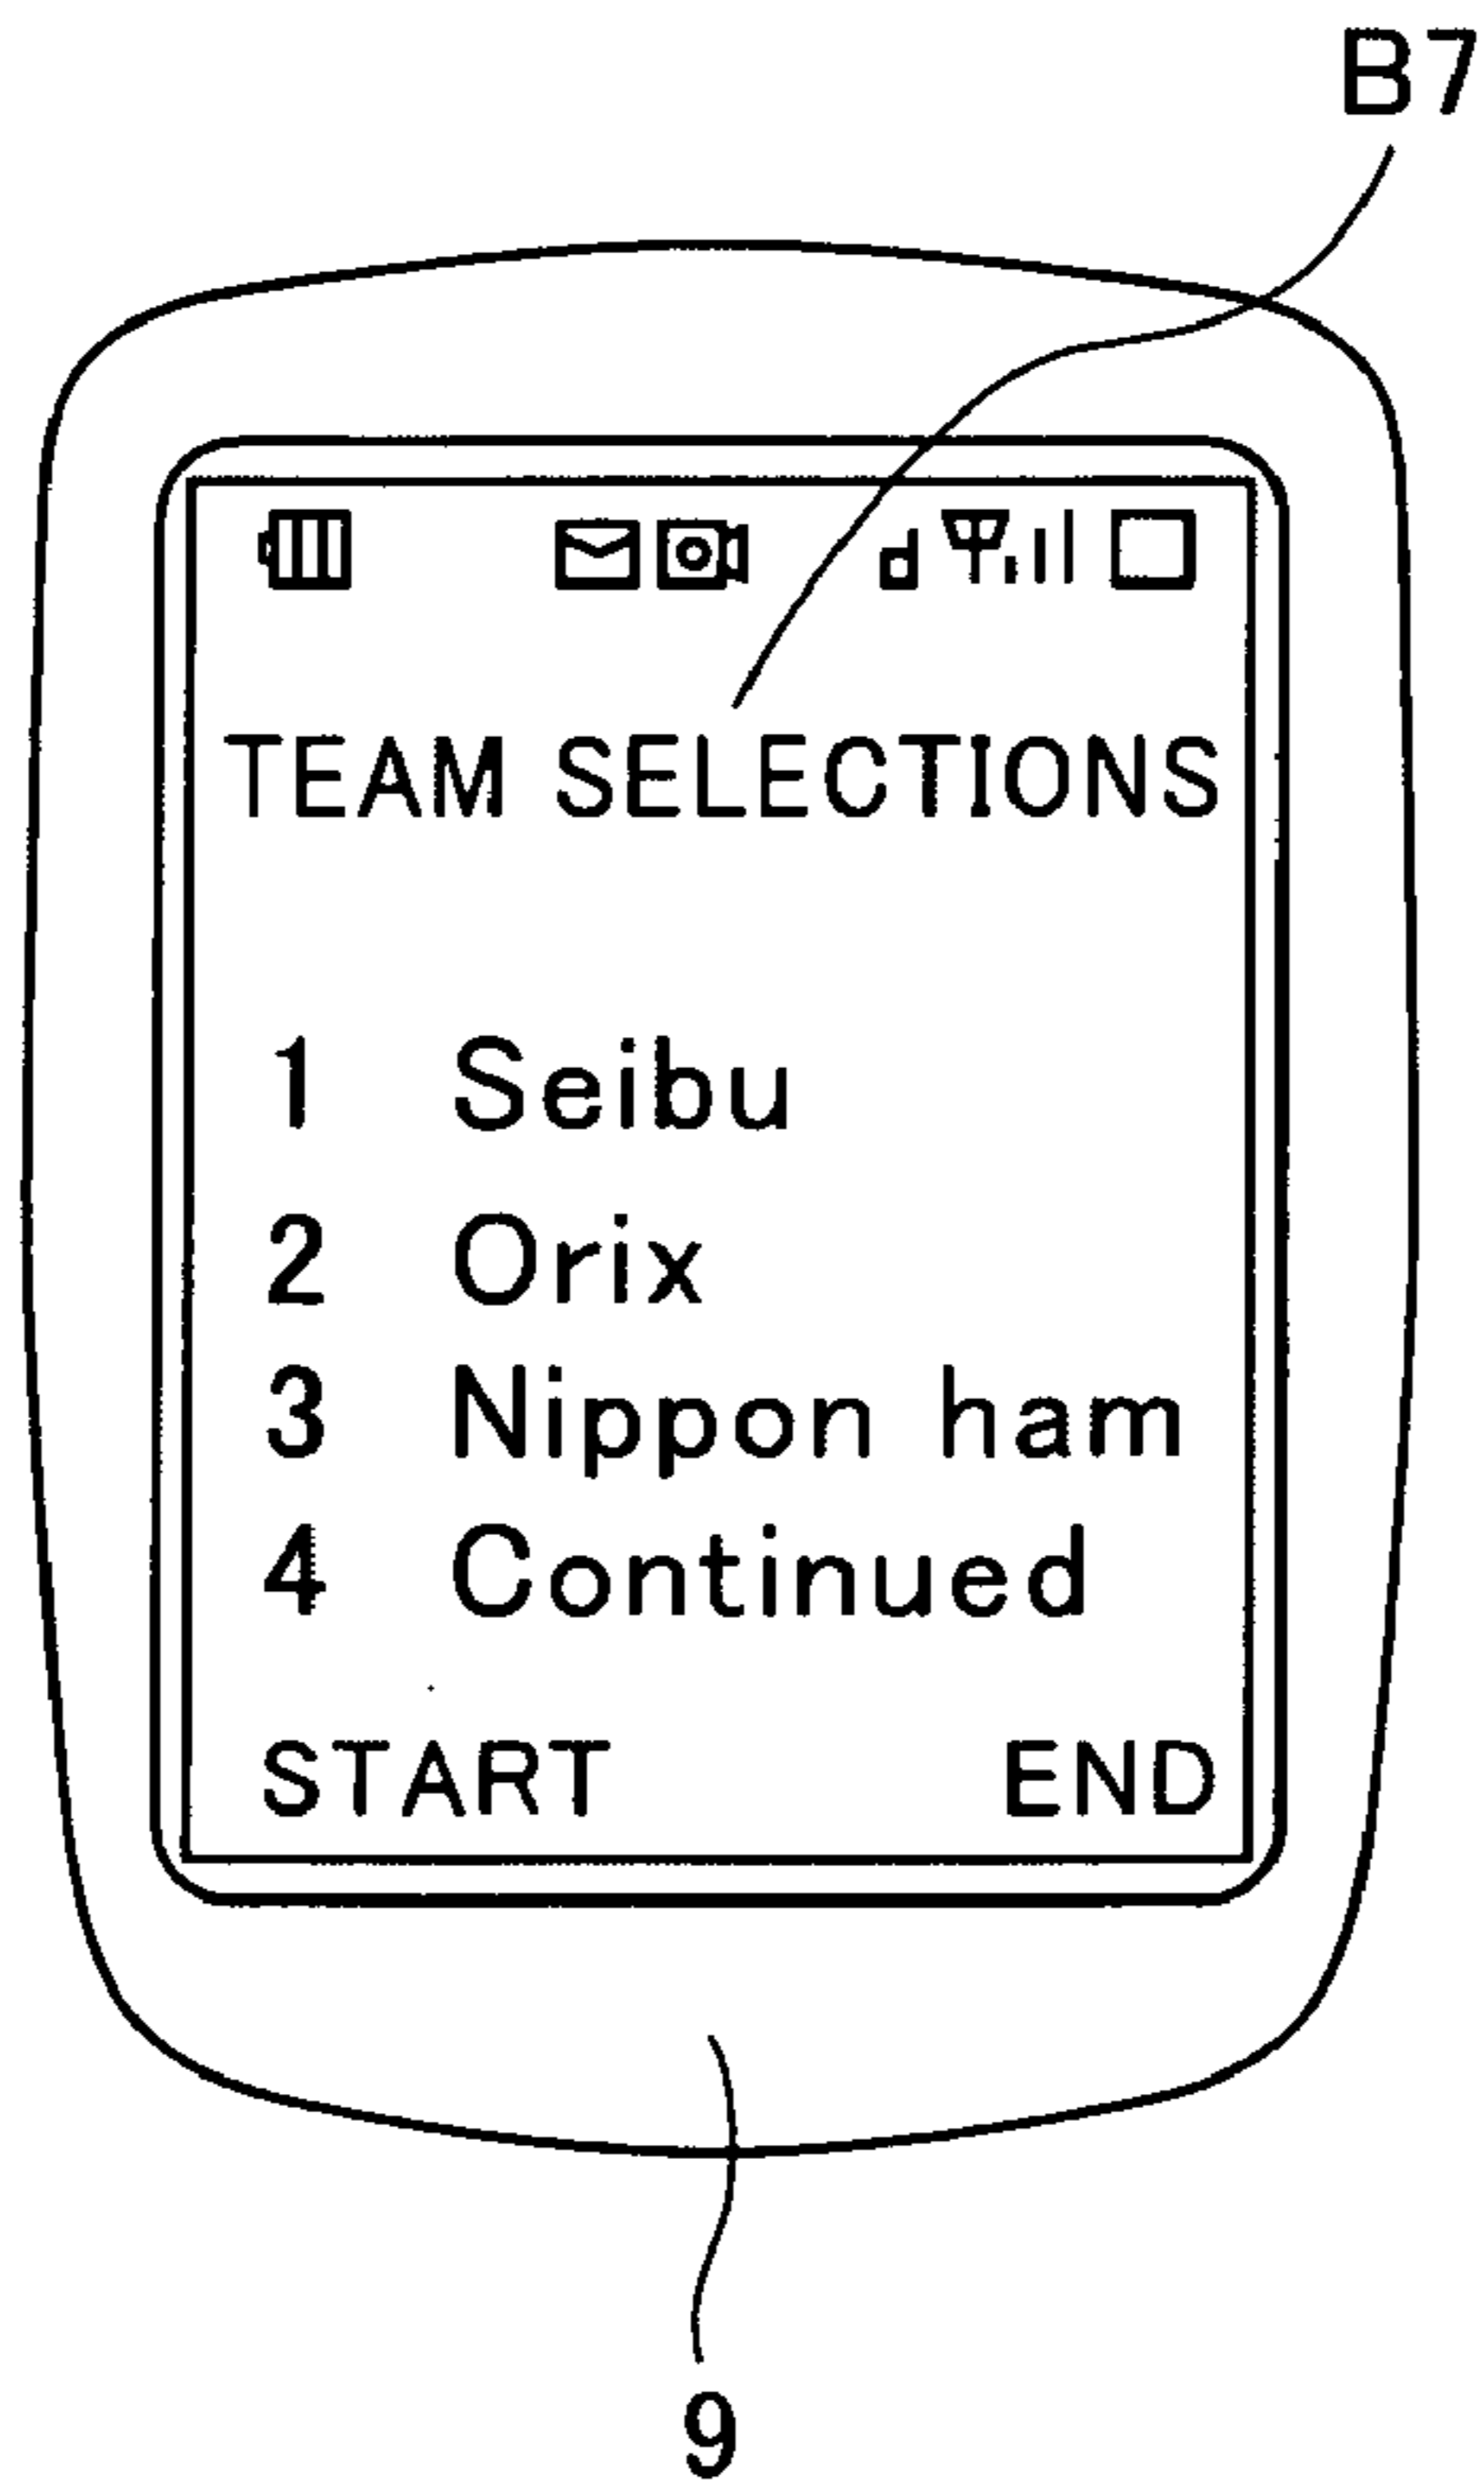 B7
d
TEAM SELECTIONS
1 Seibu
2 Orix
3 Nippon ham
4 Continued
START END
9